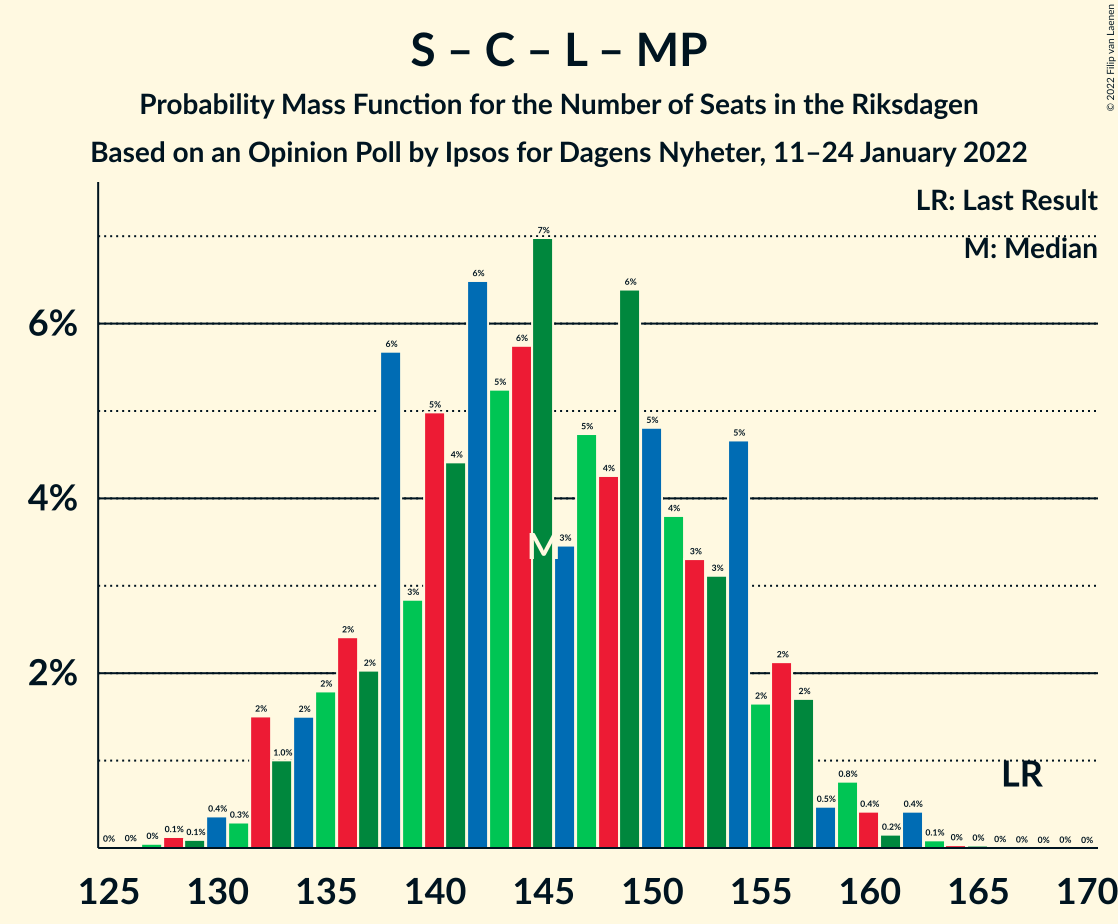 S – C – L – MP
Probability Mass Function for the Number of Seats in the Riksdagen
Based on an Opinion Poll by Ipsos for Dagens Nyheter, 11–24 January 2022
© 2022 Filip van Laenen
LR: Last Result
M: Median
6%
4%
2%
0% 0% 0% 0.1% 0.1% 0.4% 0.3% 2% 1.0% 2% 2% 2% 2% 6% 3% 5% 4% 6% 5% 6% 7% 3% 5% 4% 6% 5% 4% 3% 3% 5% 2% 2% 2% 0.5% 0.8% 0.4% 0.2% 0.4% 0.1% 0% 0% 0% 0% 0% 0% 0%
M
LR
125 130 135 140 145 150 155 160 165 170